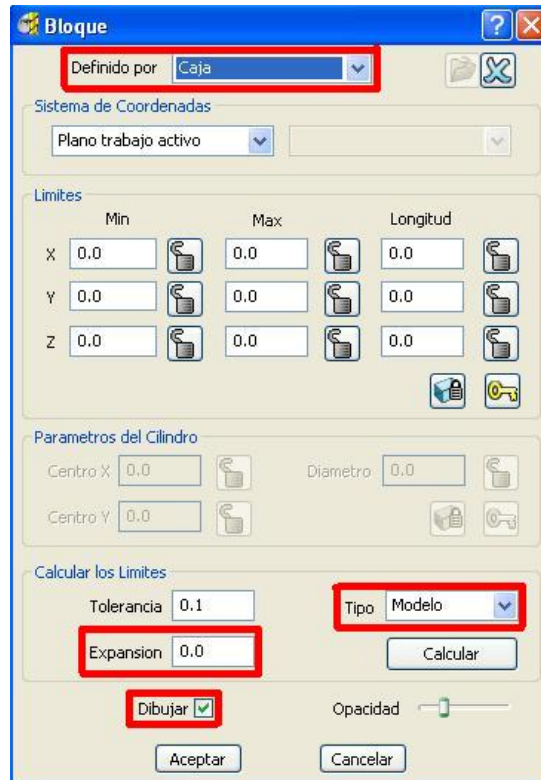 Bloque
Definido por Caja
Sistema de Coordenadas
Plano trabajo activo
Limites
Min Max Longitud
X 0.0 0.0 0.0
Y 0.0 0.0 0.0
Z 0.0 0.0 0.0
Parametros del Cilindro
Centro X 0.0 Diametro 0.0
Centro Y 0.0
Calcular los Limites
Tolerancia 0.1 Tipo Modelo
Expansion 0.0 Calcular
Dibujar Opacidad
Aceptar Cancelar